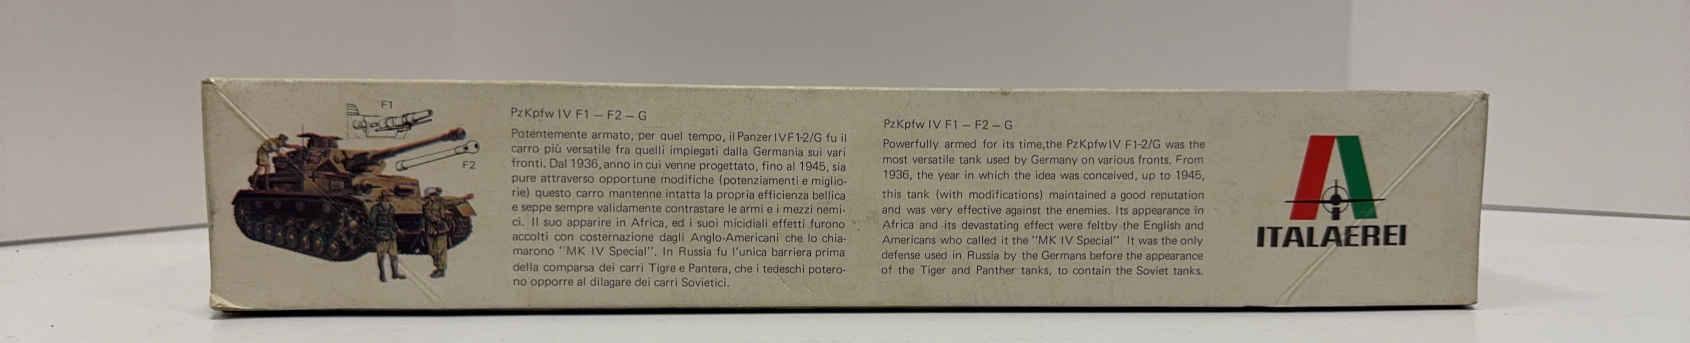 F1
F2
PzKpfw IV F1 – F2 – G
Potentemente armato, per quel tempo, il Panzer IV F1-2/G fu il
carro più versatile fra quelli impiegati dalla Germania sui vari
fronti. Dal 1936, anno in cui venne progettato, fino al 1945, sia
pure attraverso opportune modifiche (potenziamenti e miglio-
rie) questo carro mantenne intatta la propria efficienza bellica
e seppe sempre validamente contrastare le armi e i mezzi nemi-
ci. Il suo apparire in Africa, ed i suoi micidiali effetti furono
accolti con costernazione dagli Anglo-Americani che lo chia-
marono "MK IV Special". In Russia fu l'unica barriera prima
della comparsa dei carri Tigre e Pantera, che i tedeschi potero-
no opporre al dilagare dei carri Sovietici.
PzKpfw IV F1 – F2 – G
Powerfully armed for its time,the PzKpfw IV F1-2/G was the
most versatile tank used by Germany on various fronts. From
1936, the year in which the idea was conceived, up to 1945,
this tank (with modifications) maintained a good reputation
and was very effective against the enemies. Its appearance in
Africa and its devastating effect were feltby the English and
Americans who called it the "MK IV Special" It was the only
defense used in Russia by the Germans before the appearance
of the Tiger and Panther tanks, to contain the Soviet tanks.
ITALAEREI